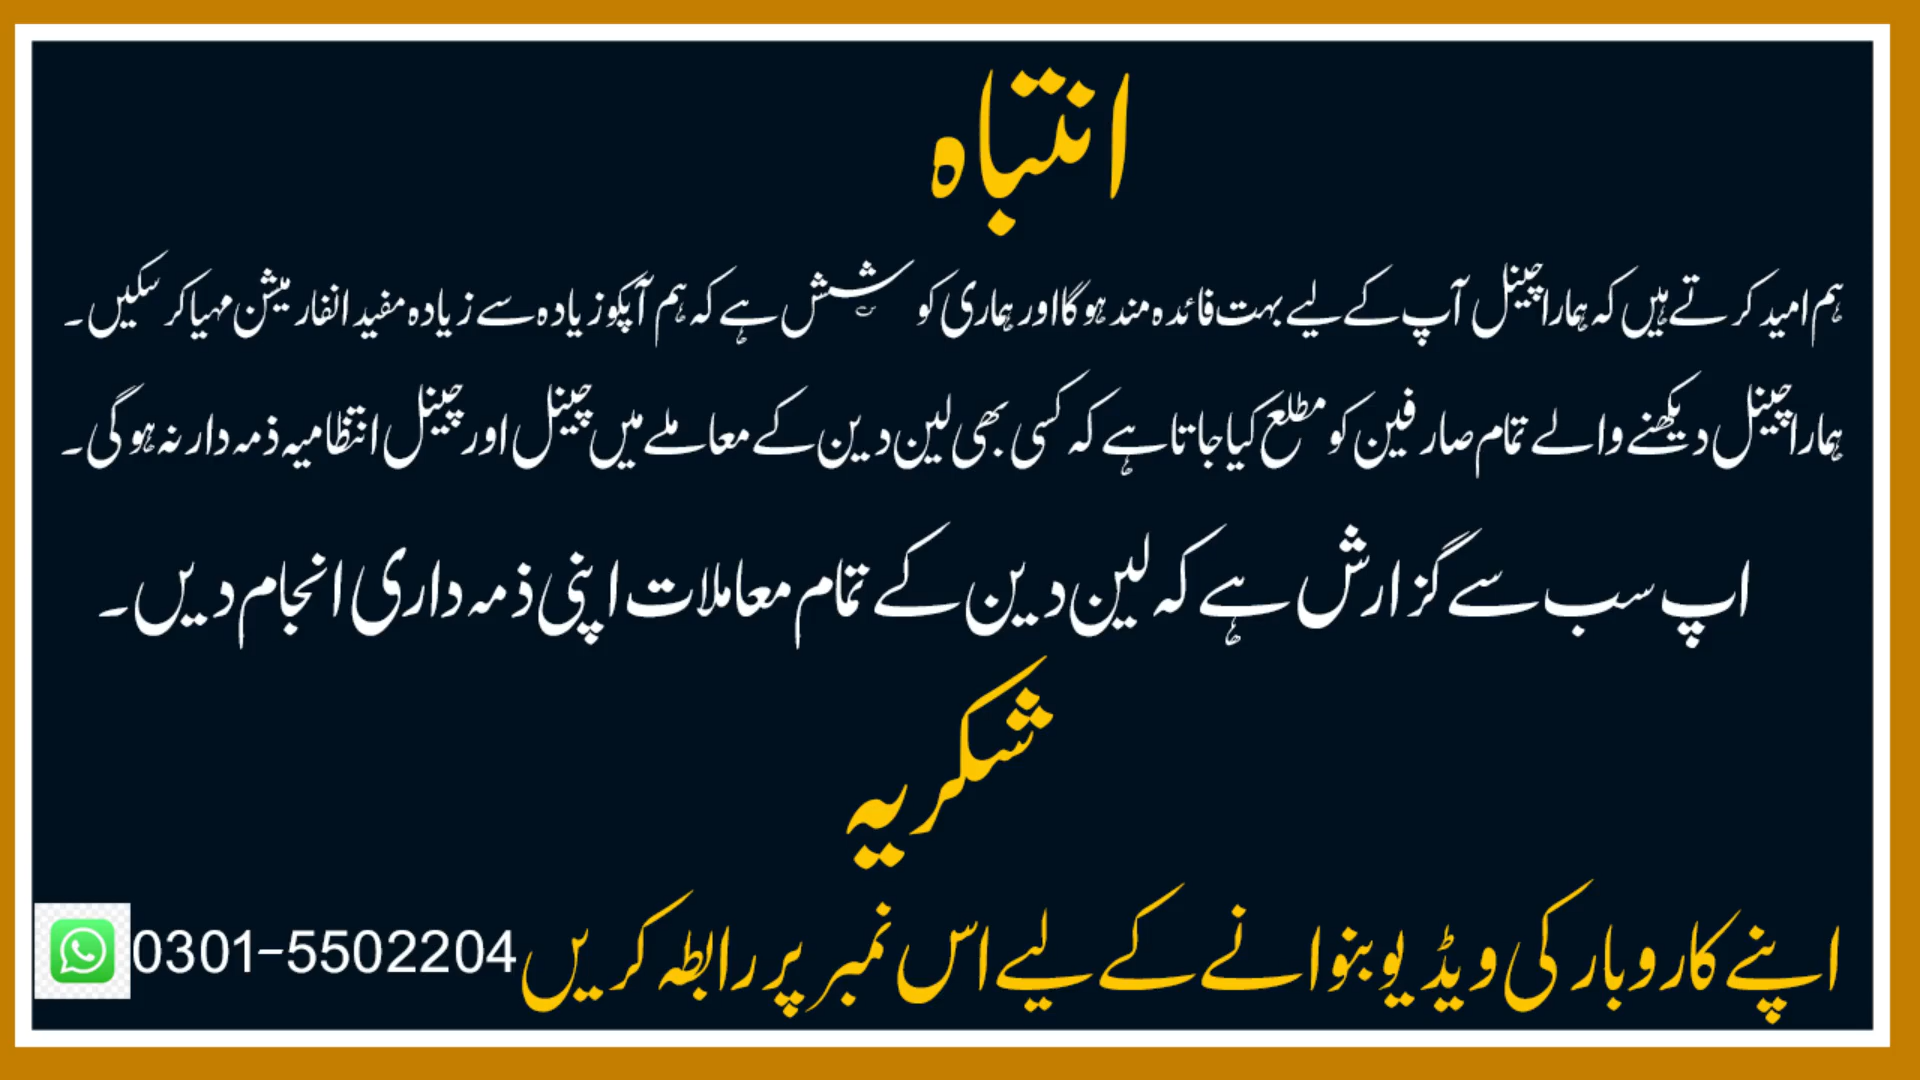 انتباہ
ہم امید کرتے ہیں کہ ہمارا چینل آپ کے لیے بہت فائدہ مند ہوگا اور ہماری کوشش ہے کہ ہم آپکو زیادہ سے زیادہ مفید انفارمیشن مہیا کر سکیں۔
ہمارا چینل دیکھنے والے تمام صارفین کو مطلع کیا جاتا ہے کہ کسی بھی لین دین کے معاملے میں چینل اور چینل انتظامیہ ذمہ دار نہ ہوگی۔
اپ سب سے گزارش ہے کہ لین دین کے تمام معاملات اپنی ذمہ داری انجام دیں۔
شکریہ
اپنے کاروبار کی ویڈیو بنوانے کے لیے اس نمبر پر رابطہ کریں 0301-5502204